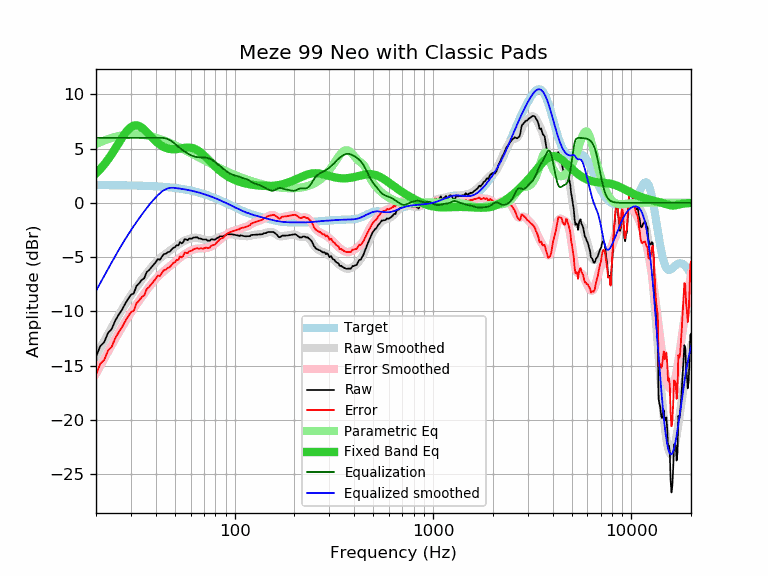 Meze 99 Neo with Classic Pads
10
5
0
−5
−10
−15
−20
−25
Amplitude (dBr)
Target
Raw Smoothed
Error Smoothed
Raw
Error
Parametric Eq
Fixed Band Eq
Equalization
Equalized smoothed
100
1000
10000
Frequency (Hz)